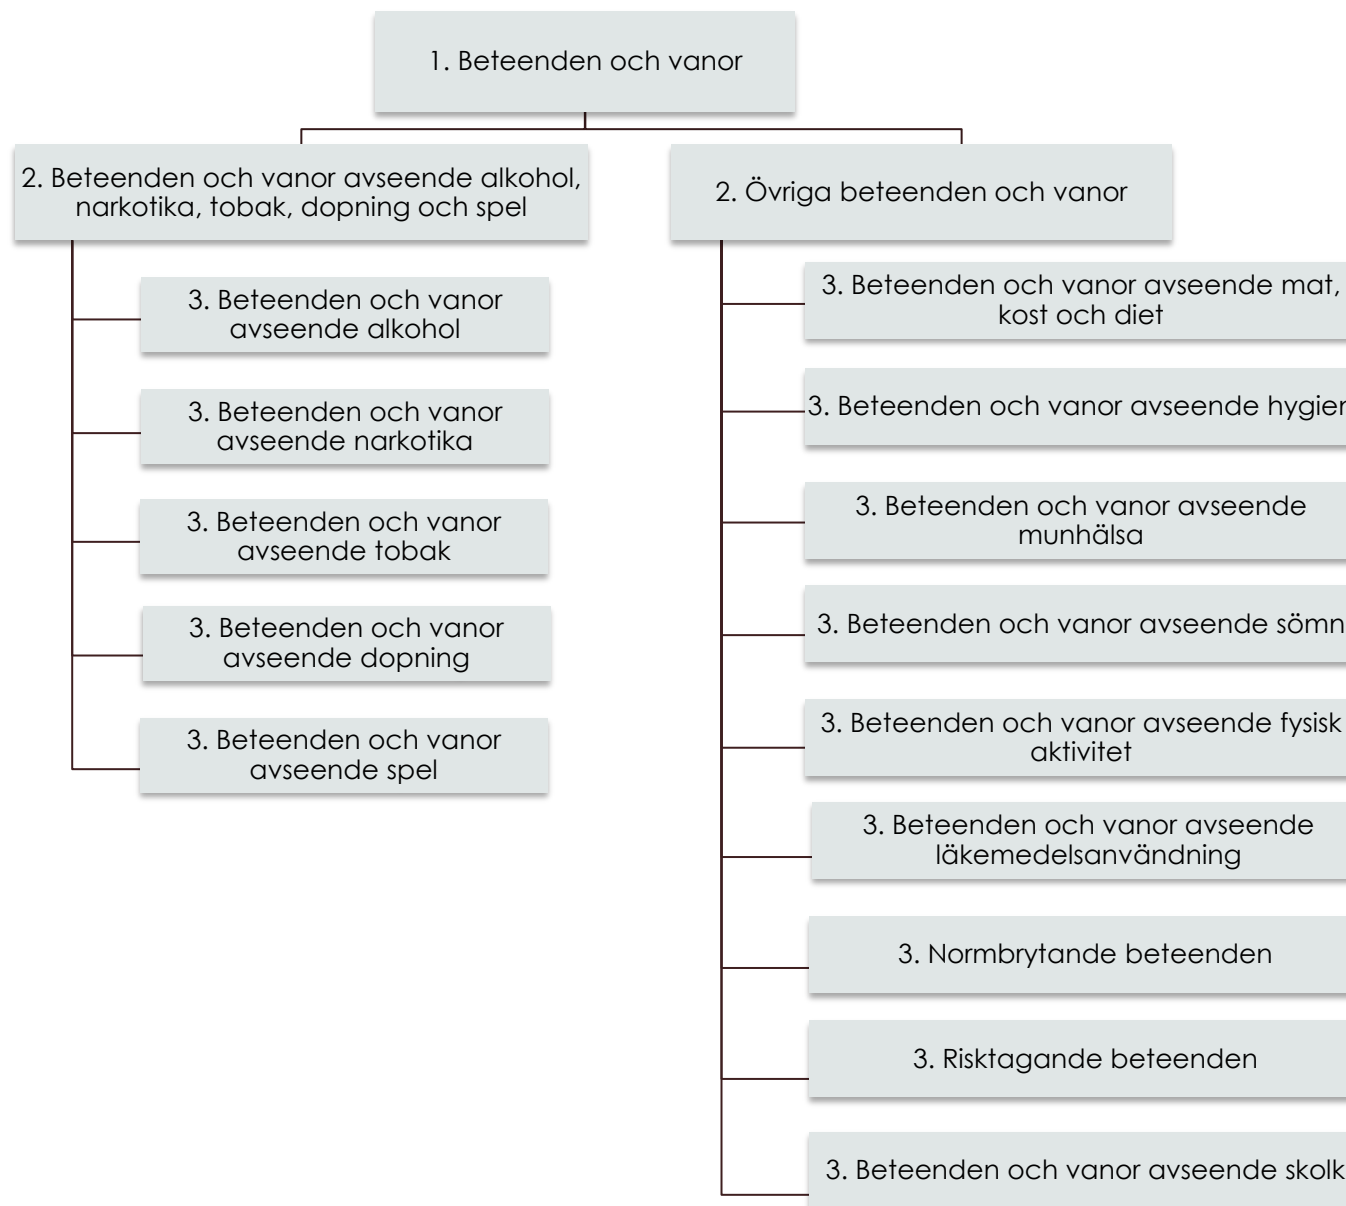 1. Beteenden och vanor
2. Beteenden och vanor avseende alkohol,
narkotika, tobak, dopning och spel
3. Beteenden och vanor
avseende alkohol
3. Beteenden och vanor
avseende narkotika
3. Beteenden och vanor
avseende tobak
3. Beteenden och vanor
avseende dopning
3. Beteenden och vanor
avseende spel
2. Övriga beteenden och vanor
3. Beteenden och vanor avseende mat,
kost och diet
3. Beteenden och vanor avseende
3. Beteenden och vanor avseende
munhälsa
3. Beteenden och vanor avseende sömn
3. Beteenden och vanor avseende fysisk
aktivitet
3. Beteenden och vanor avseende
läkemedelsanvändning
3. Normbrytande beteenden
3. Risktagande beteenden
3. Beteenden och vanor avseende skolk